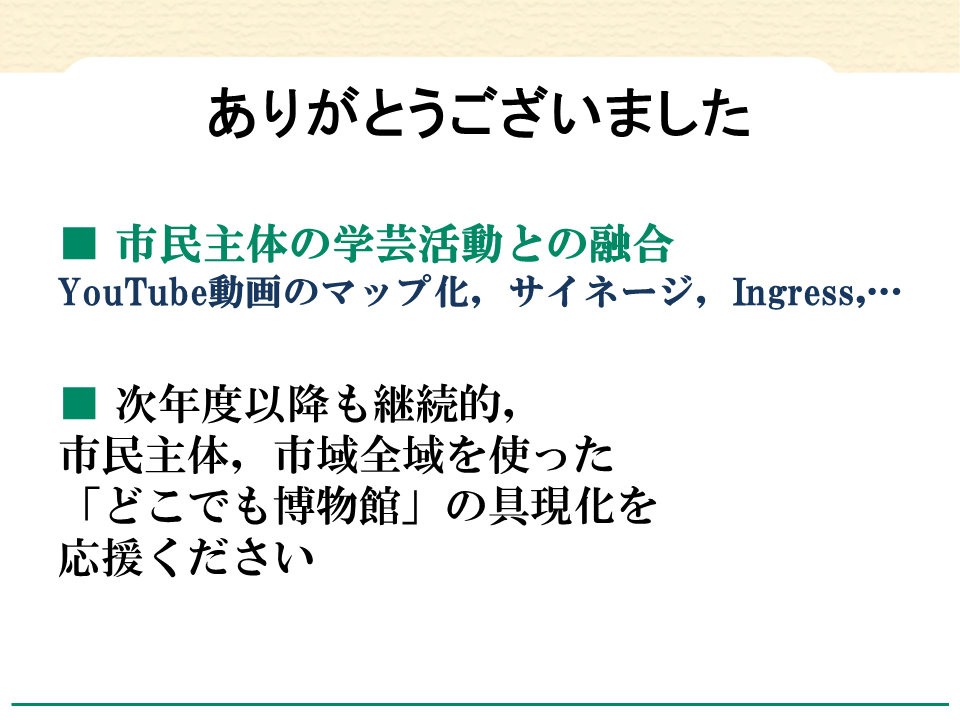 ありがとうございました
■ 市民主体の学芸活動との融合
YouTube動画のマップ化，サイネージ，Ingress,…
■ 次年度以降も継続的，
市民主体，市域全域を使った
「どこでも博物館」の具現化を
応援ください